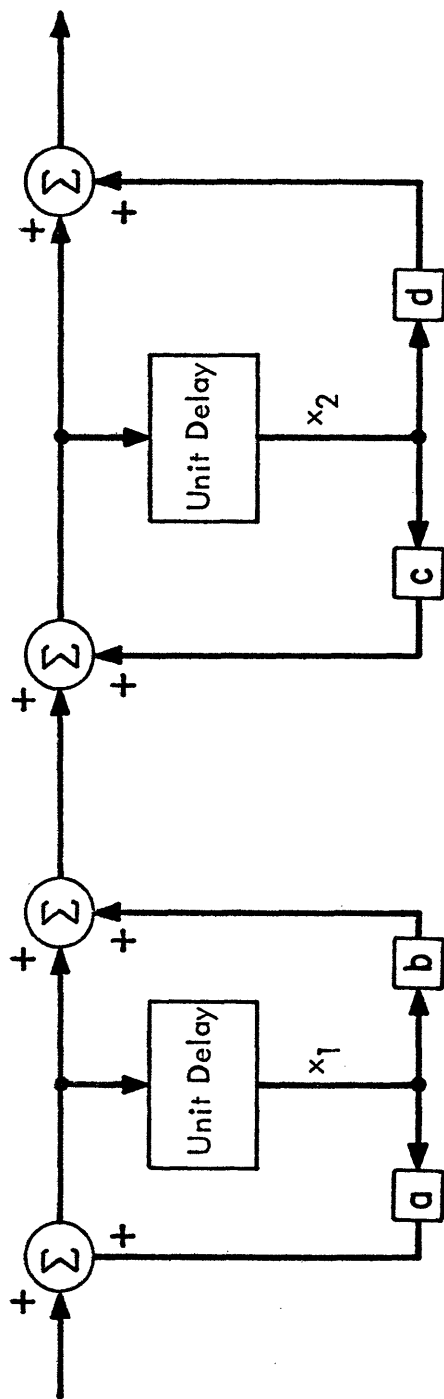 + Σ + Σ + Σ + Σ
+ + + +
Unit Delay Unit Delay
x1 x2
a b c d